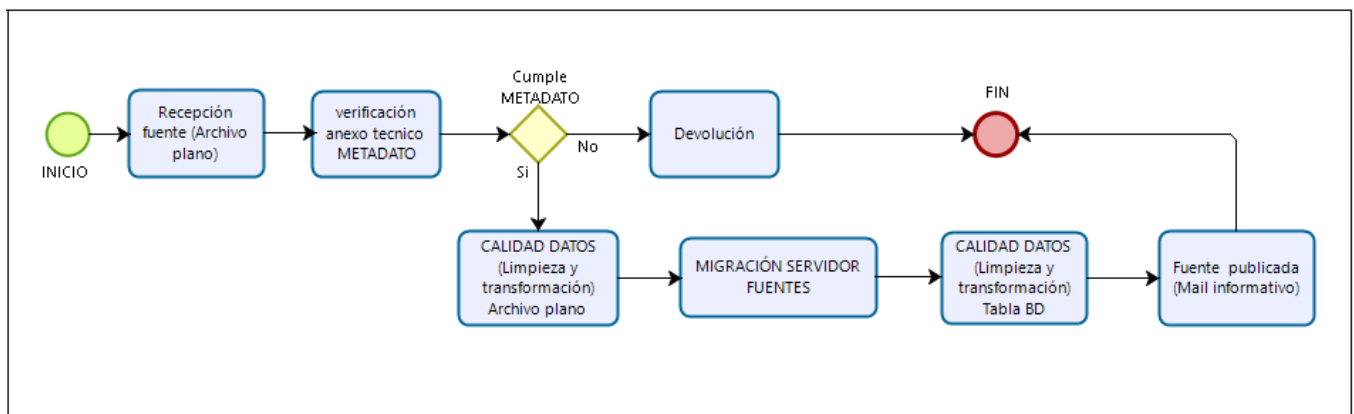 INICIO
Recepción
fuente (Archivo
plano)
verificación
anexo tecnico
METADATO
Cumple
METADATO
No
Si
Devolución
FIN
CALIDAD DATOS
(Limpieza y
transformación)
Archivo plano
MIGRACIÓN SERVIDOR
FUENTES
CALIDAD DATOS
(Limpieza y
transformación)
Tabla BD
Fuente publicada
(Mail informativo)